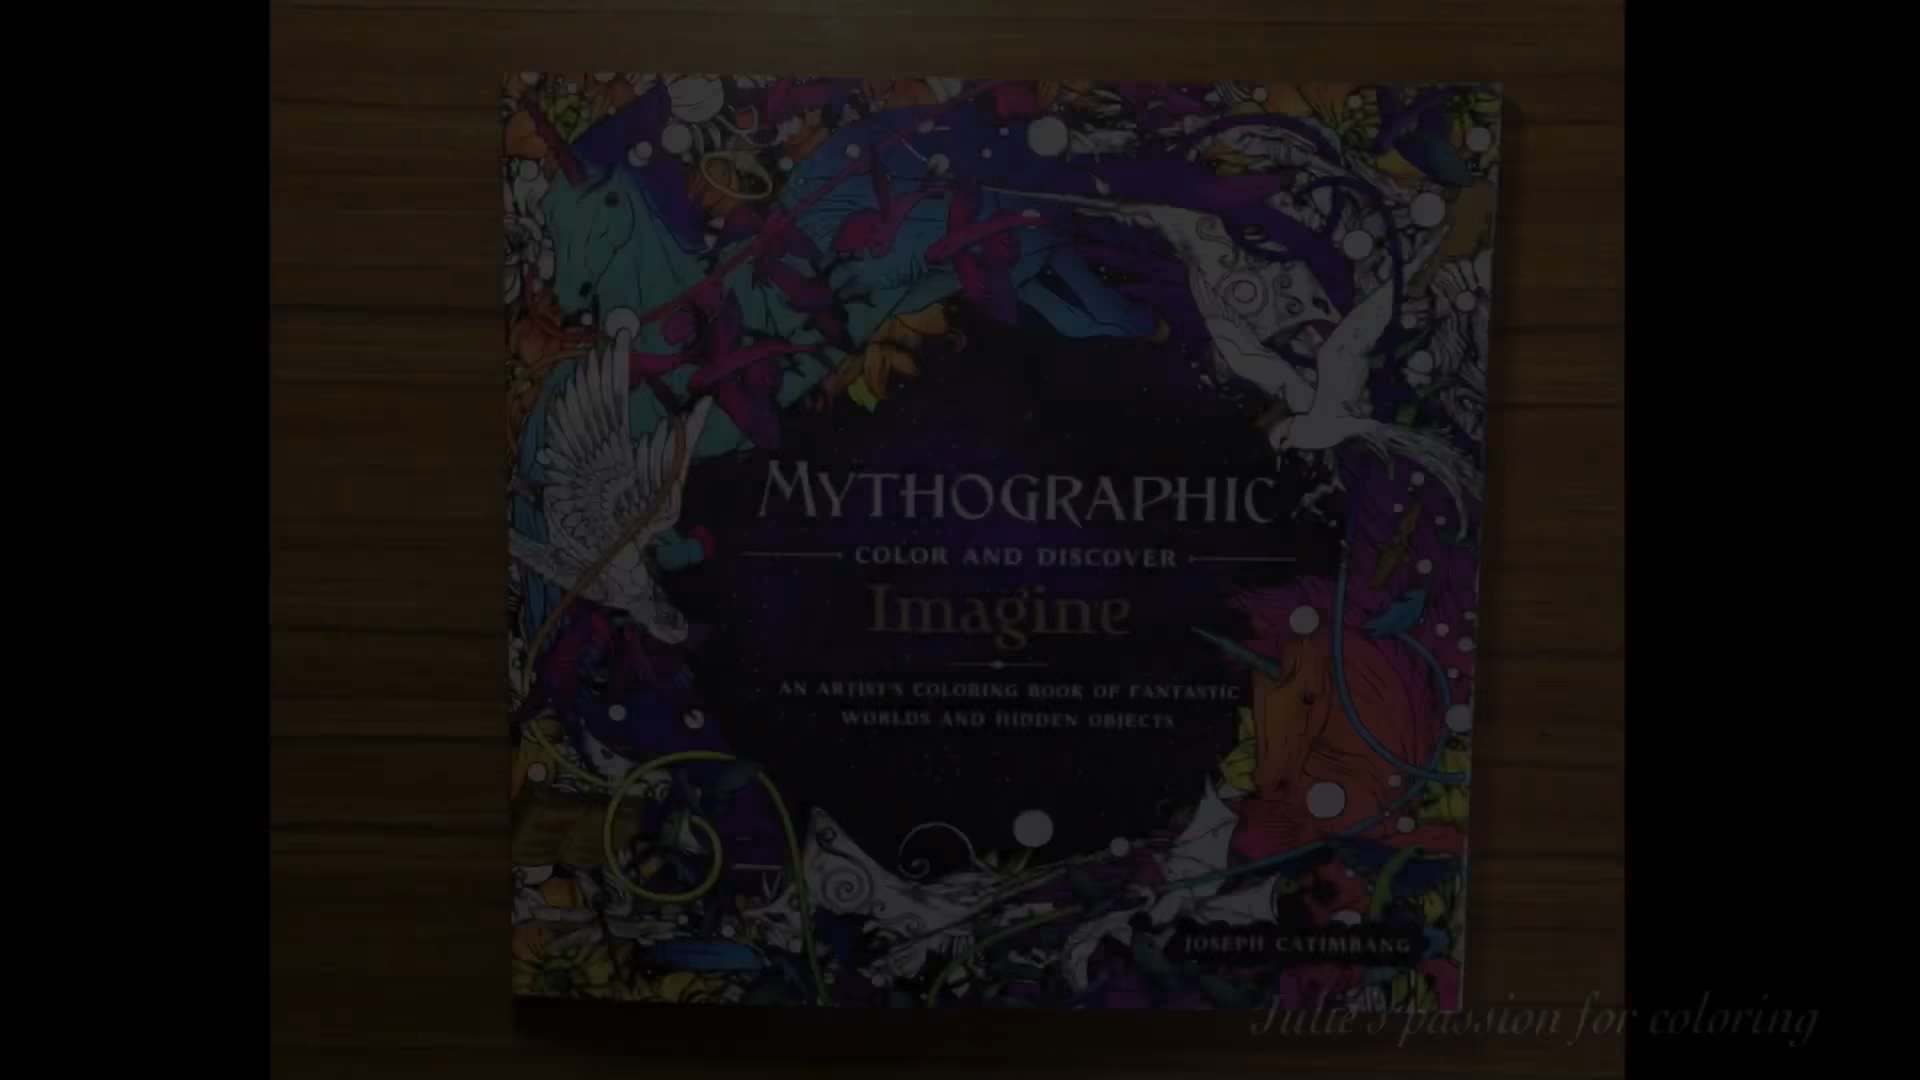 MYTHOGRAPHIC
COLOR AND DISCOVER
Imagine
AN ARTIST'S COLORING BOOK OF FANTASTIC
WORLDS AND HIDDEN OBJECTS
JOSEPH CATIMBANG
Julie's passion for coloring